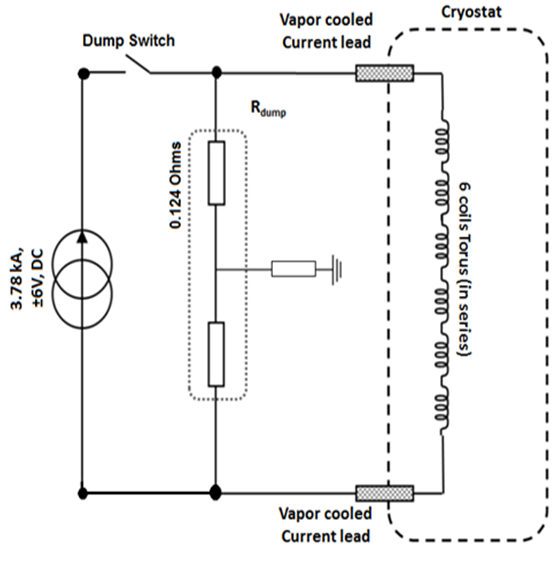 Cryostat
Vapor cooled
Current lead
Dump Switch
Rdump
0.124 Ohms
3.78 kA,
±6V, DC
6 coils Torus (in series)
Vapor cooled
Current lead